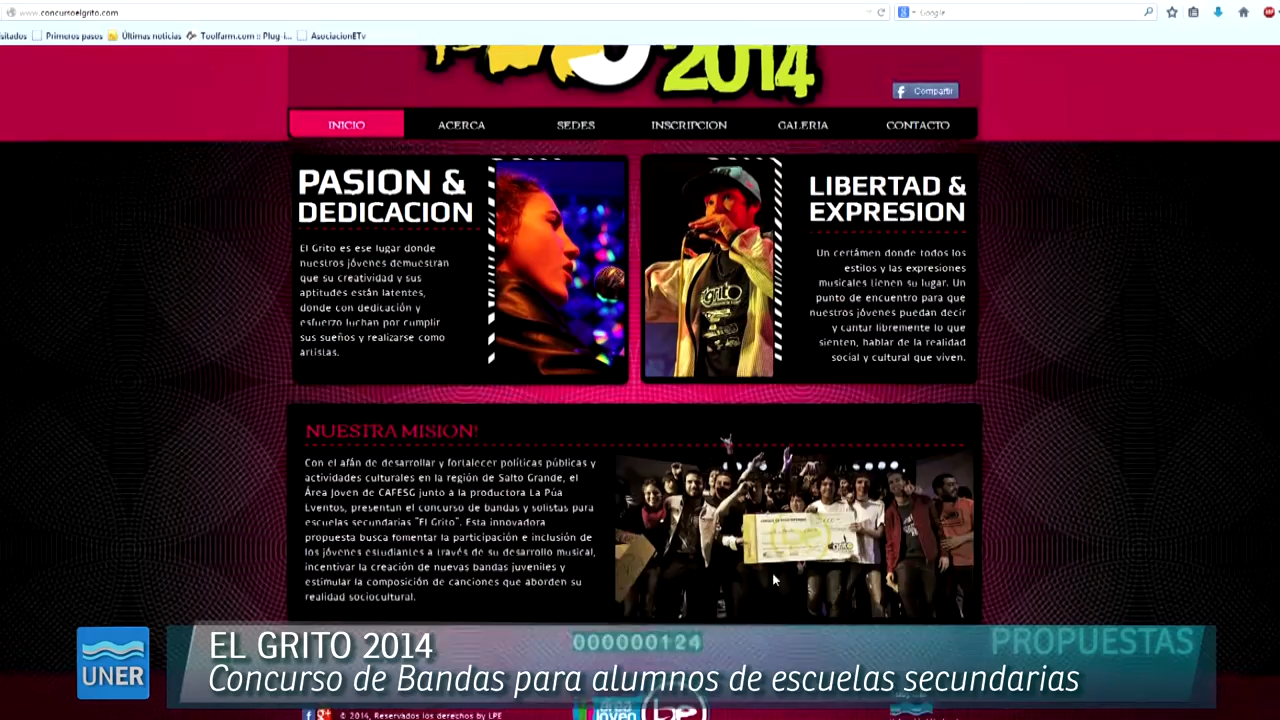 www.concursoelgrito.com
Google
Primeros pasos
Últimas noticias
Toolfarm.com :: Plug-i...
AsociacionETv
2014
Compartir
INICIO
ACERCA
SEDES
INSCRIPCION
GALERIA
CONTACTO
PASION &
DEDICACION
El Grito es ese lugar donde
nuestros jóvenes demuestran
que su creatividad y sus
aptitudes están latentes,
donde con dedicación y
esfuerzo luchan por cumplir
sus sueños y realizarse como
artistas.
LIBERTAD &
EXPRESION
Un certámen donde todos los
estilos y las expresiones
musicales tienen su lugar. Un
punto de encuentro para que
nuestros jóvenes puedan decir
y cantar libremente lo que
sienten, hablar de la realidad
social y cultural que viven.
NUESTRA MISION!
Con el afán de desarrollar y fortalecer políticas públicas y
actividades culturales en la región de Salto Grande, el
Área Joven de CAFESG junto a la productora La Púa
Eventos, presentan el concurso de bandas y solistas para
escuelas secundarias "El Grito". Esta innovadora
propuesta busca fomentar la participación e inclusión de
los jóvenes estudiantes a través de su desarrollo musical,
incentivar la creación de nuevas bandas juveniles y
estimular la composición de canciones que aborden su
realidad sociocultural.
UNER
EL GRITO 2014
000000124
PROPUESTAS
Concurso de Bandas para alumnos de escuelas secundarias
© 2014, Reservados los derechos by LPE
joven